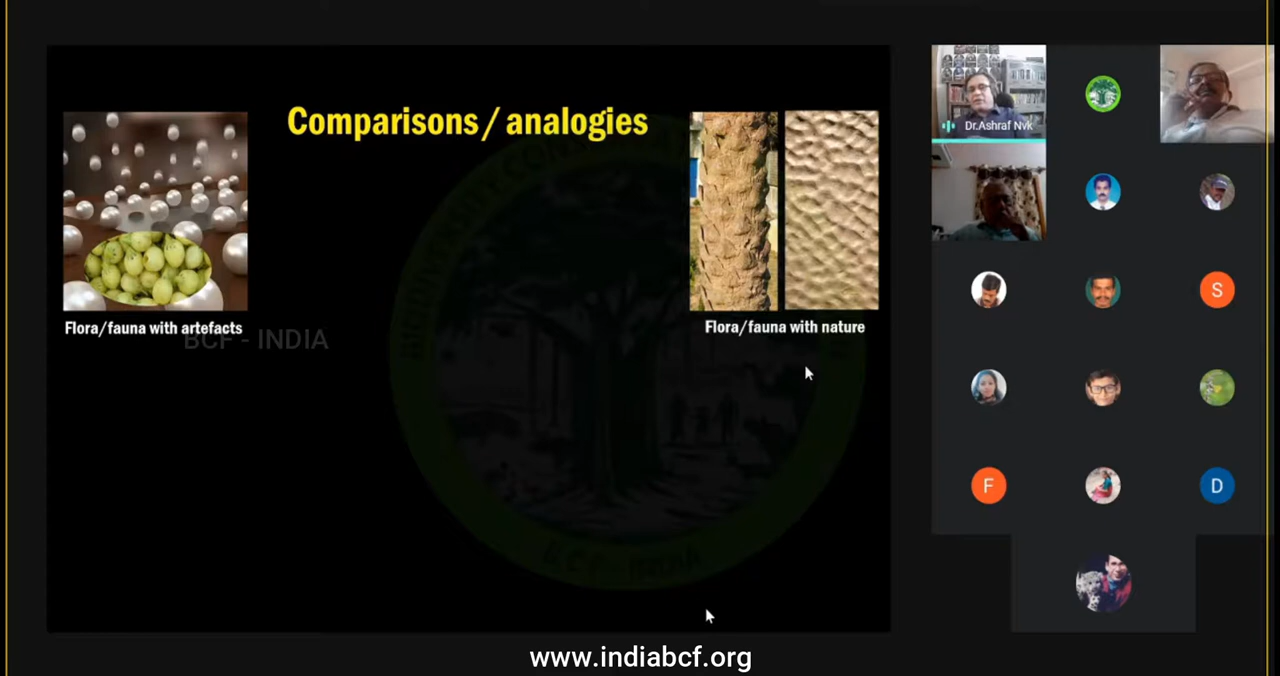 Comparisons / analogies
Flora/fauna with artefacts
Flora/fauna with nature
BCF - INDIA
Dr.Ashraf Nvk
S
F
D
www.indiabcf.org